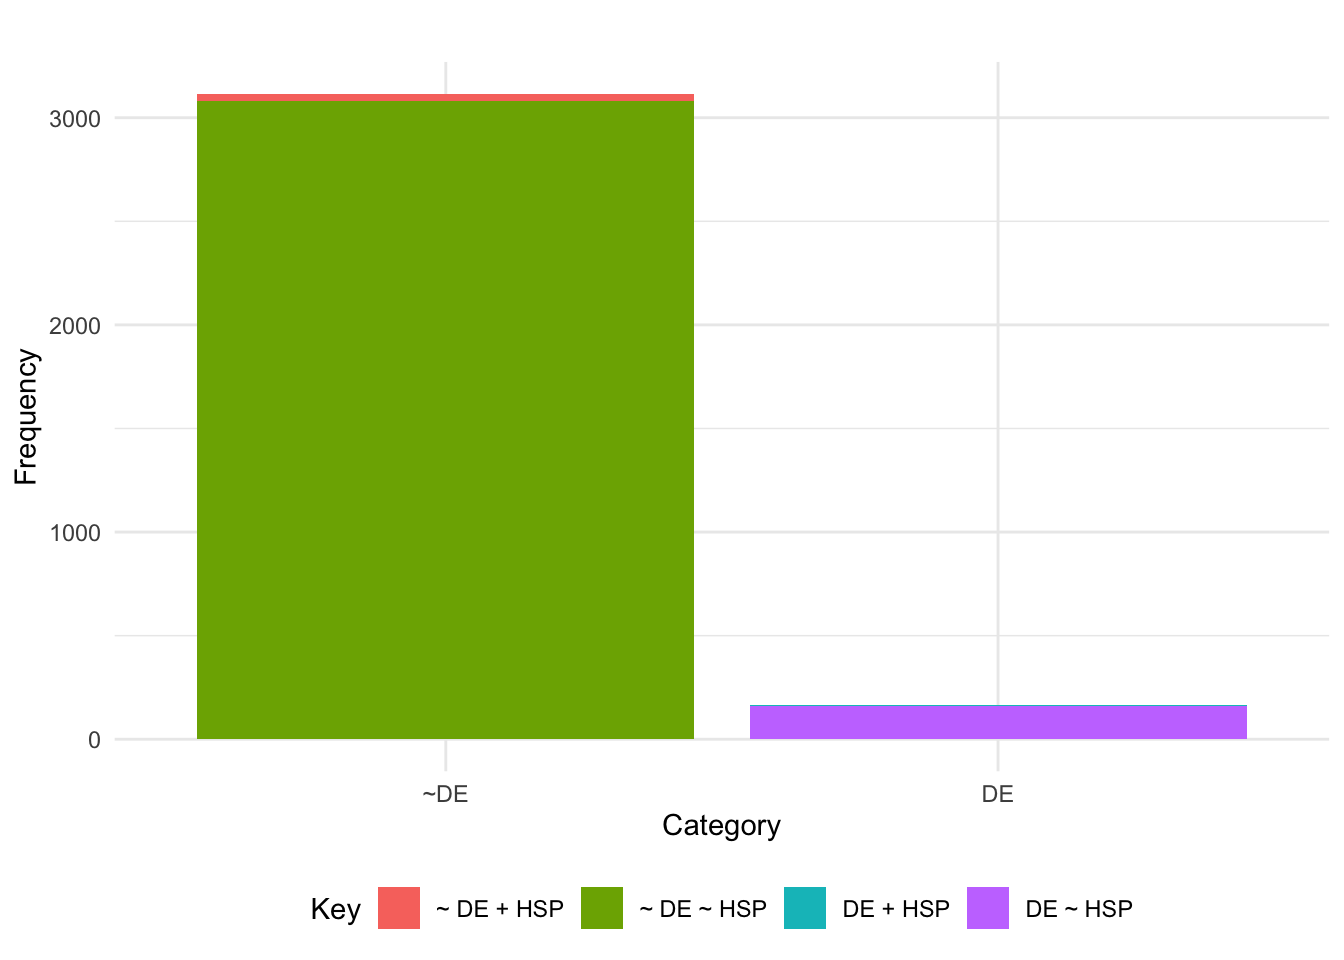 3000
2000
1000
0
Frequency
~DE DE
Category
Key ~ DE + HSP ~ DE ~ HSP DE + HSP DE ~ HSP